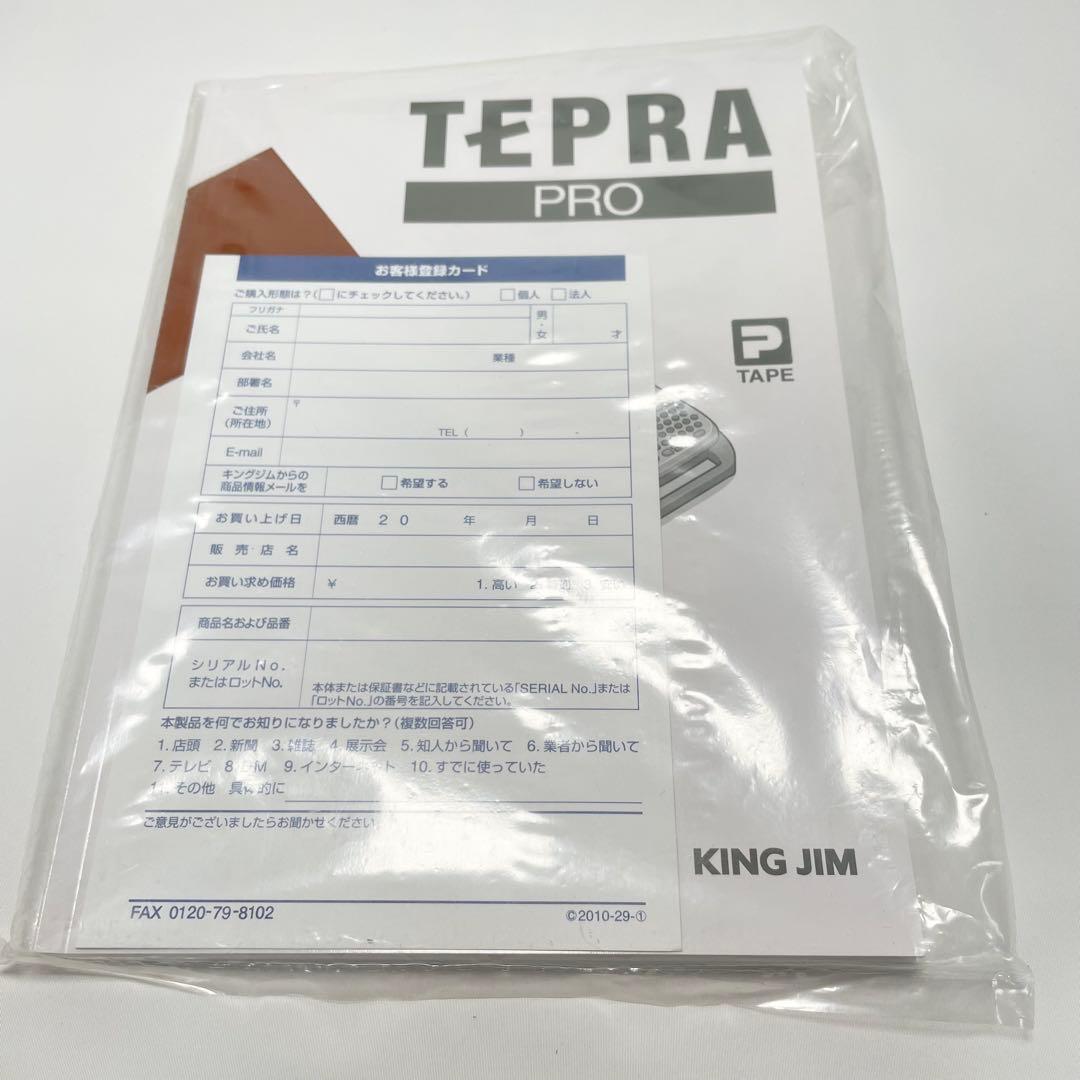 TEPRA
PRO
P
TAPE
お客様登録カード
ご購入形態は?(□にチェックしてください。) □個人 □法人
フリガナ
ご氏名
男・女
才
会社名 業種
部署名
ご住所
(所在地)
〒
TEL ( ) -
E-mail
キングジムからの
商品情報メールを
□希望する □希望しない
お買い上げ日 西暦 20 年 月 日
販売・店名
お買い求め価格 ¥ 1.高い 2. 3.安い
商品名および品番
シリアルNo.
またはロットNo.
本体または保証書などに記載されている「SERIAL No.」または
「ロットNo.」の番号を記入してください。
本製品を何でお知りになりましたか?(複数回答可)
1.店頭 2.新聞 3.雑誌 4.展示会 5.知人から聞いて 6.業者から聞いて
7.テレビ 8.DM 9.インターネット 10.すでに使っていた
11.その他 具体的に
ご意見がございましたらお聞かせください
FAX 0120-79-8102
©2010-29-①
KING JIM